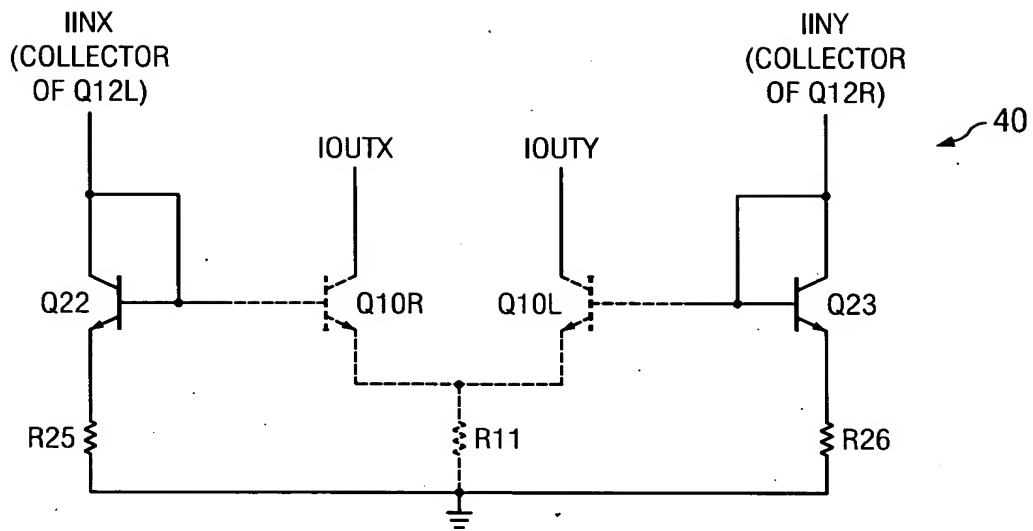 IINX
(COLLECTOR
OF Q12L)
IINY
(COLLECTOR
OF Q12R)
40
IOUTX
IOUTY
Q22
Q10R
Q10L
Q23
R25
R11
R26